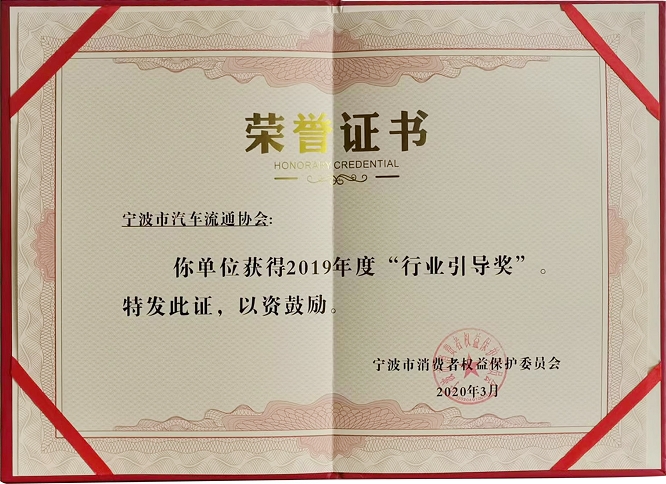 荣誉证书
HONORARY CREDENTIAL
宁波市汽车流通协会:
你单位获得2019年度“行业引导奖”。
特发此证，以资鼓励。
宁波市消费者权益保护委员会
2020年3月